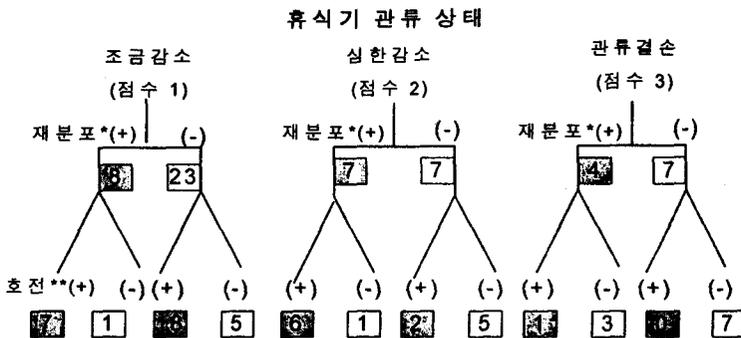 휴식기 관류 상태
조금감소 심한감소 관류결손
(점수 1) (점수 2) (점수 3)
재분포*(+) (-) 재분포*(+) (-) 재분포*(+) (-)
8 23 7 7 4 7
호전**(+) (-) (+) (-) (+) (-) (+) (-) (+) (-) (+) (-)
7 1 18 5 6 1 2 5 1 3 0 7